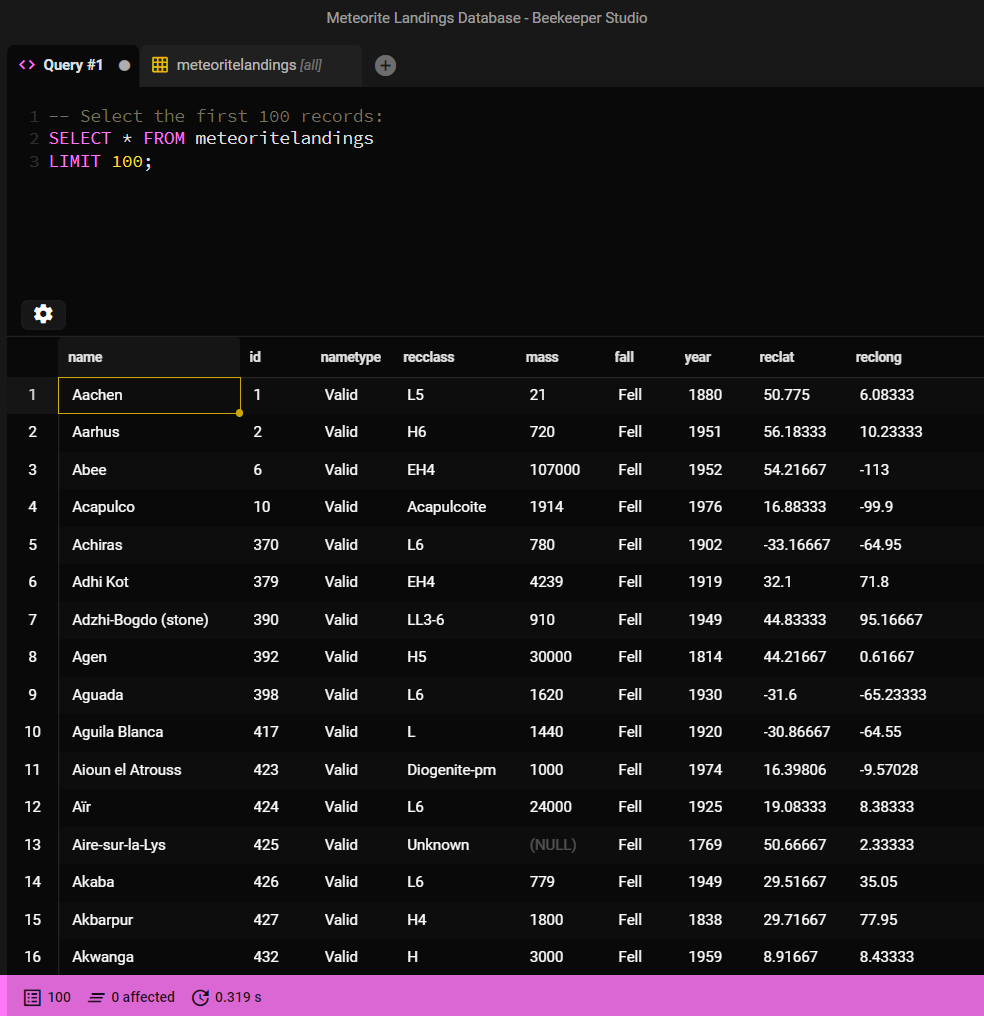 Meteorite Landings Database - Beekeeper Studio
<> Query #1 meteoritelandings [all]
1 -- Select the first 100 records:
2 SELECT * FROM meteoritelandings
3 LIMIT 100;
name id nametype recclass mass fall year reclat reclong
1 Aachen 1 Valid L5 21 Fell 1880 50.775 6.08333
2 Aarhus 2 Valid H6 720 Fell 1951 56.18333 10.23333
3 Abee 6 Valid EH4 107000 Fell 1952 54.21667 -113
4 Acapulco 10 Valid Acapulcoite 1914 Fell 1976 16.88333 -99.9
5 Achiras 370 Valid L6 780 Fell 1902 -33.16667 -64.95
6 Adhi Kot 379 Valid EH4 4239 Fell 1919 32.1 71.8
7 Adzhi-Bogdo (stone) 390 Valid LL3-6 910 Fell 1949 44.83333 95.16667
8 Agen 392 Valid H5 30000 Fell 1814 44.21667 0.61667
9 Aguada 398 Valid L6 1620 Fell 1930 -31.6 -65.23333
10 Aguila Blanca 417 Valid L 1440 Fell 1920 -30.86667 -64.55
11 Aioun el Atrouss 423 Valid Diogenite-pm 1000 Fell 1974 16.39806 -9.57028
12 Aïr 424 Valid L6 24000 Fell 1925 19.08333 8.38333
13 Aire-sur-la-Lys 425 Valid Unknown (NULL) Fell 1769 50.66667 2.33333
14 Akaba 426 Valid L6 779 Fell 1949 29.51667 35.05
15 Akbarpur 427 Valid H4 1800 Fell 1838 29.71667 77.95
16 Akwanga 432 Valid H 3000 Fell 1959 8.91667 8.43333
100 0 affected 0.319 s